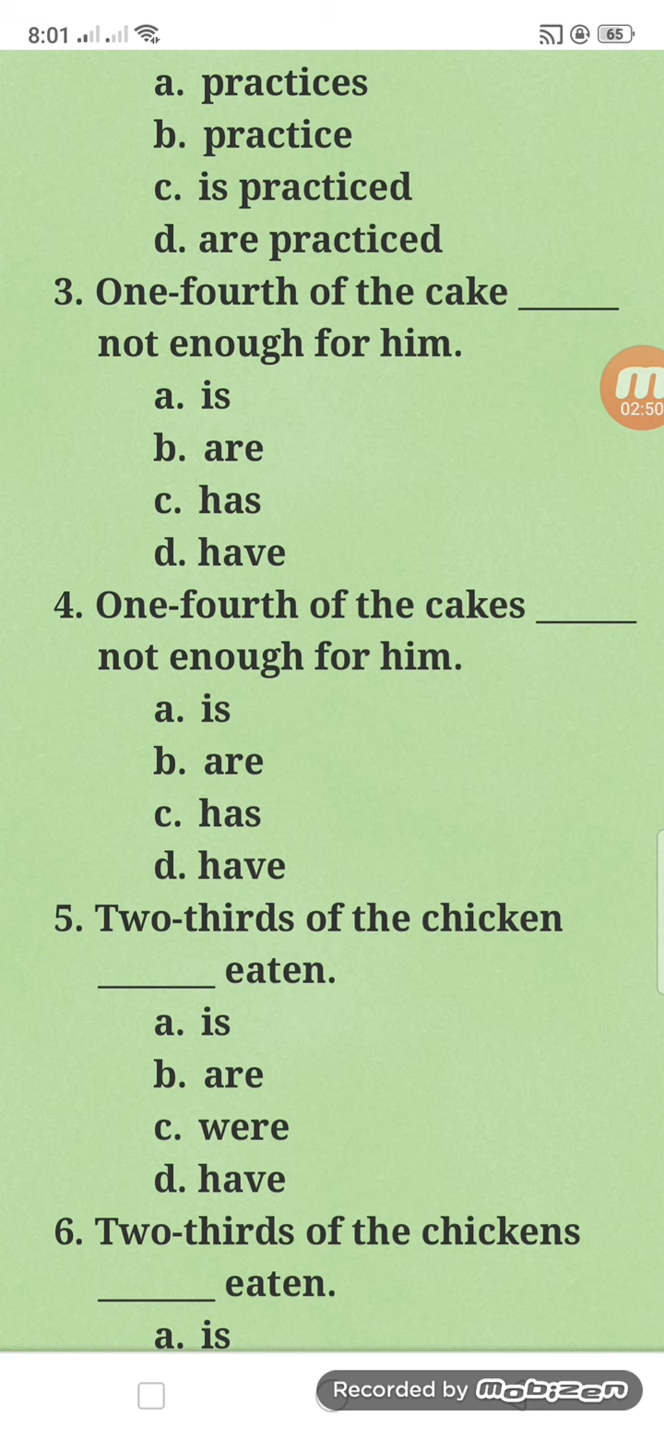 8:01
65
a. practices
b. practice
c. is practiced
d. are practiced
3. One-fourth of the cake ______
not enough for him.
02:50
a. is
b. are
c. has
d. have
4. One-fourth of the cakes ______
not enough for him.
a. is
b. are
c. has
d. have
5. Two-thirds of the chicken
_______ eaten.
a. is
b. are
c. were
d. have
6. Two-thirds of the chickens
_______ eaten.
a. is
Recorded by Mobizen